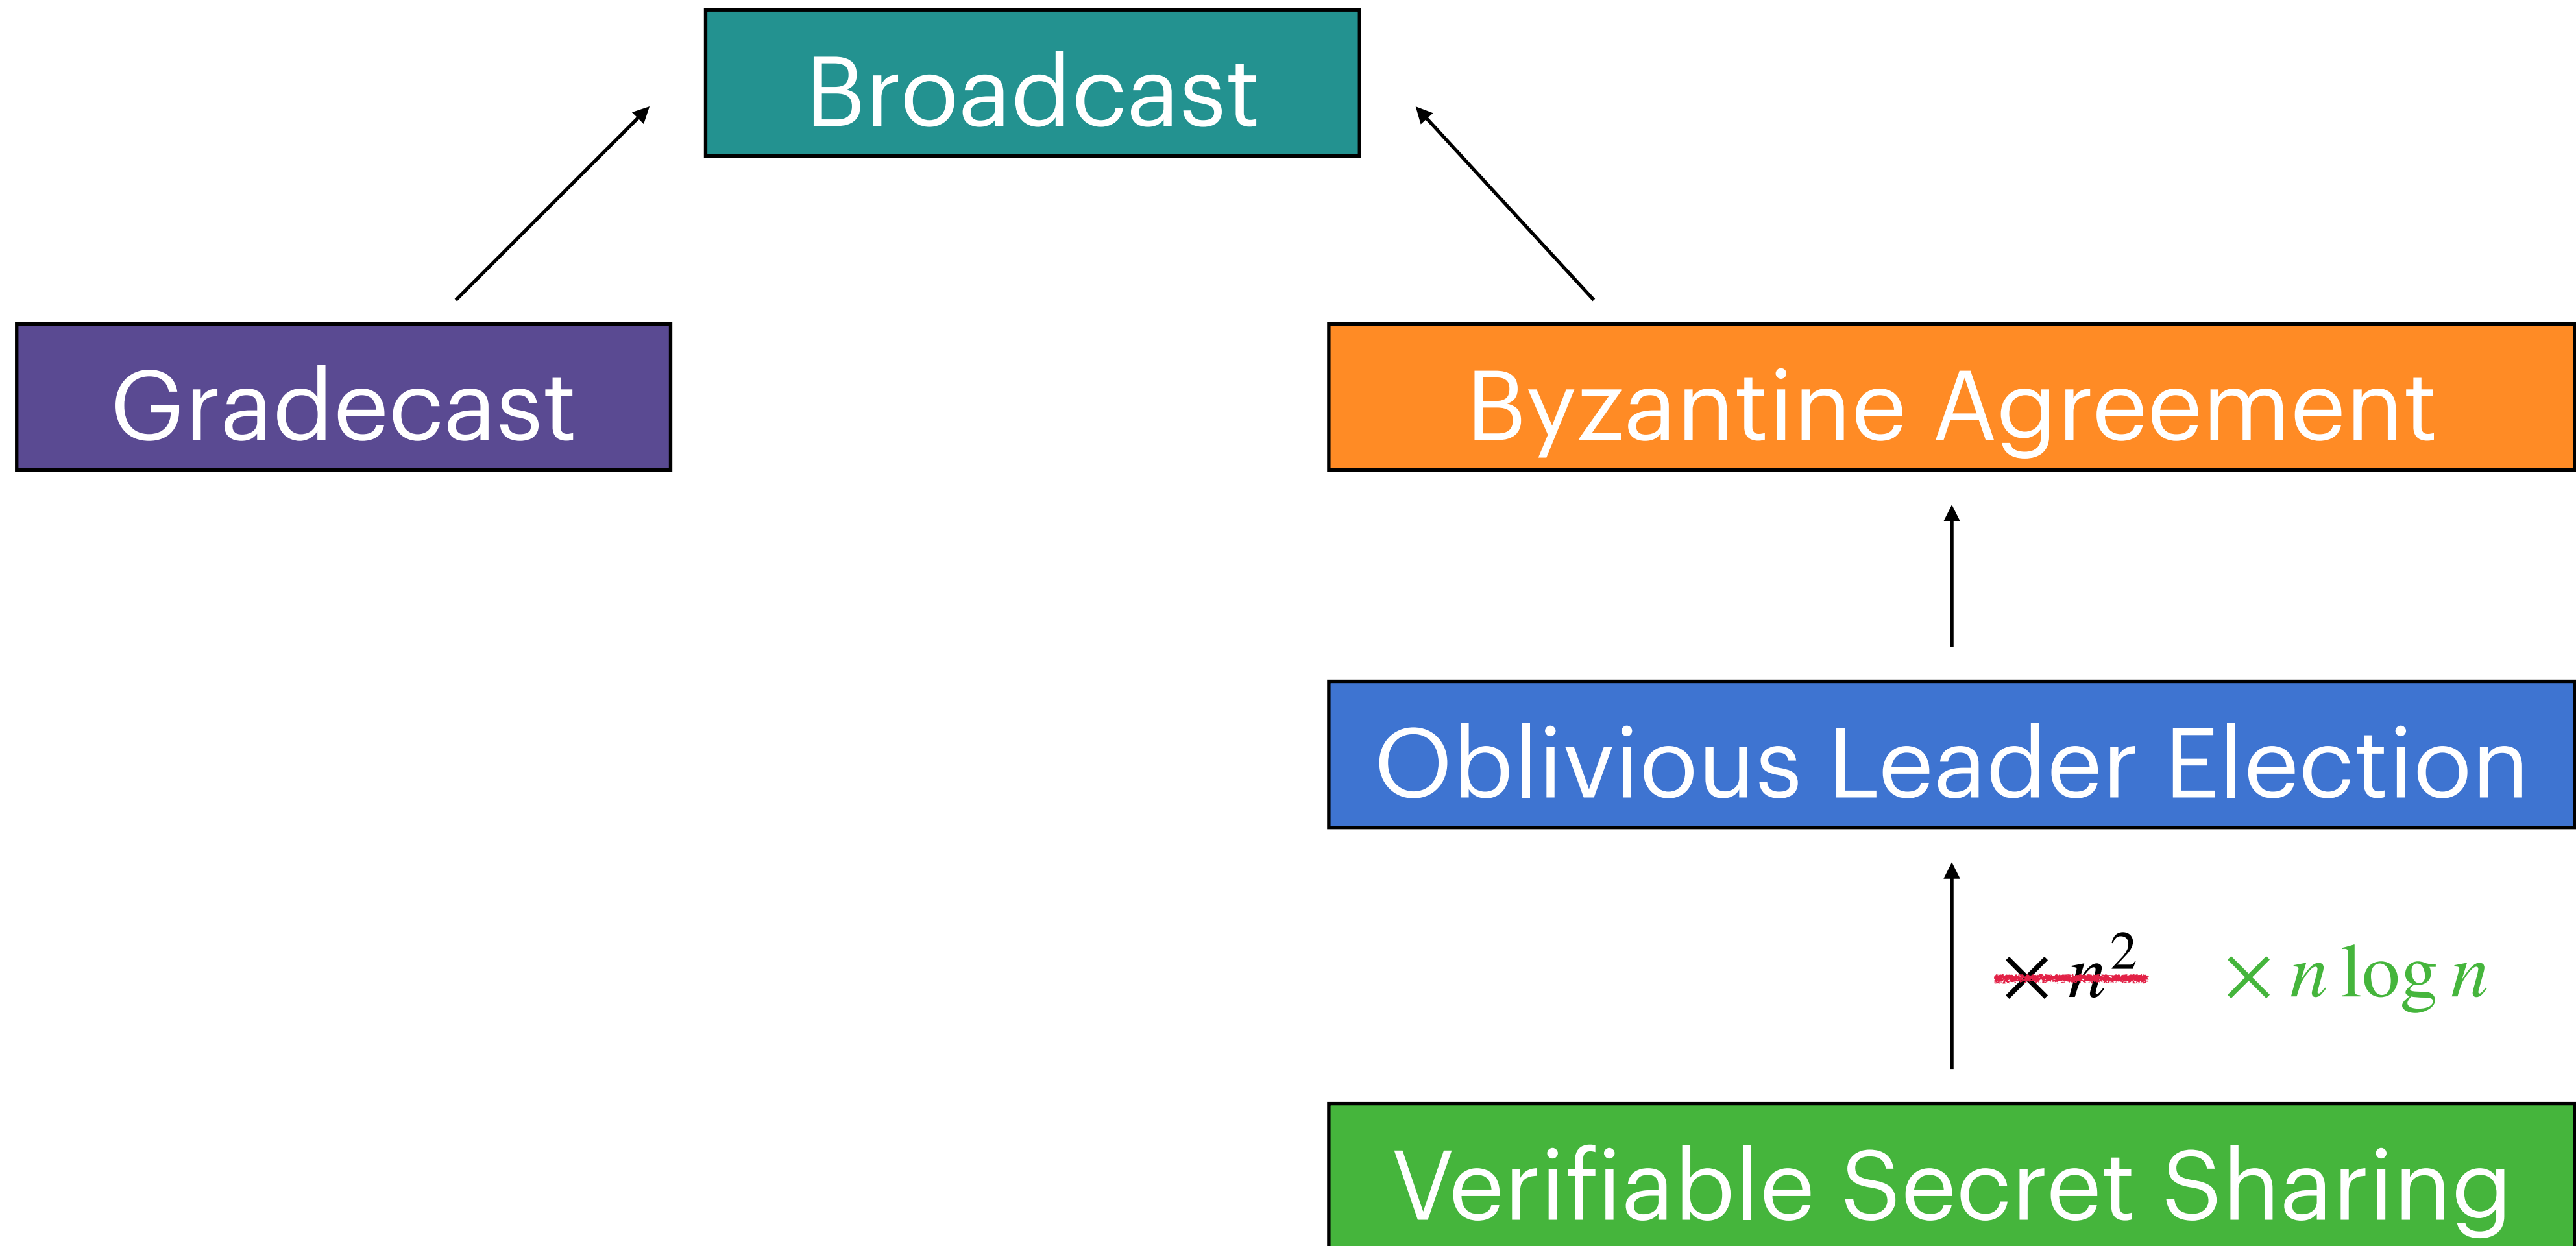 Broadcast
Gradecast
Byzantine Agreement
Oblivious Leader Election
× n² × n log n
Verifiable Secret Sharing